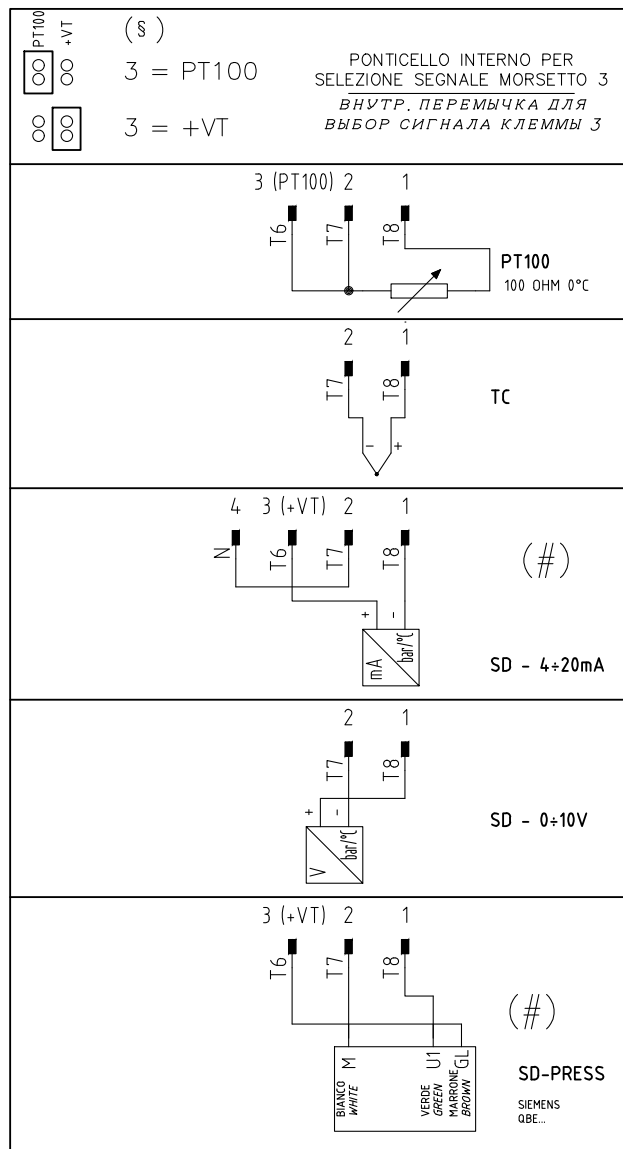 PT100
+VT
(§)
3 = PT100
3 = +VT
PONTICELLO INTERNO PER
SELEZIONE SEGNALE MORSETTO 3
ВНУТР. ПЕРЕМЫЧКА ДЛЯ
ВЫБОР СИГНАЛА КЛЕММЫ 3
3 (PT100) 2 1
T6 T7 T8
PT100
100 OHM 0°C
2 1
T7 T8
- +
TC
4 3 (+VT) 2 1
N T6 T7 T8
(#)
+ -
mA bar/°C
SD - 4÷20mA
2 1
T7 T8
+ -
V bar/°C
SD - 0÷10V
3 (+VT) 2 1
T6 T7 T8
(#)
M U1 GL
BIANCO VERDE MARRONE
WHITE GREEN BROWN
SD-PRESS
SIEMENS
QBE...